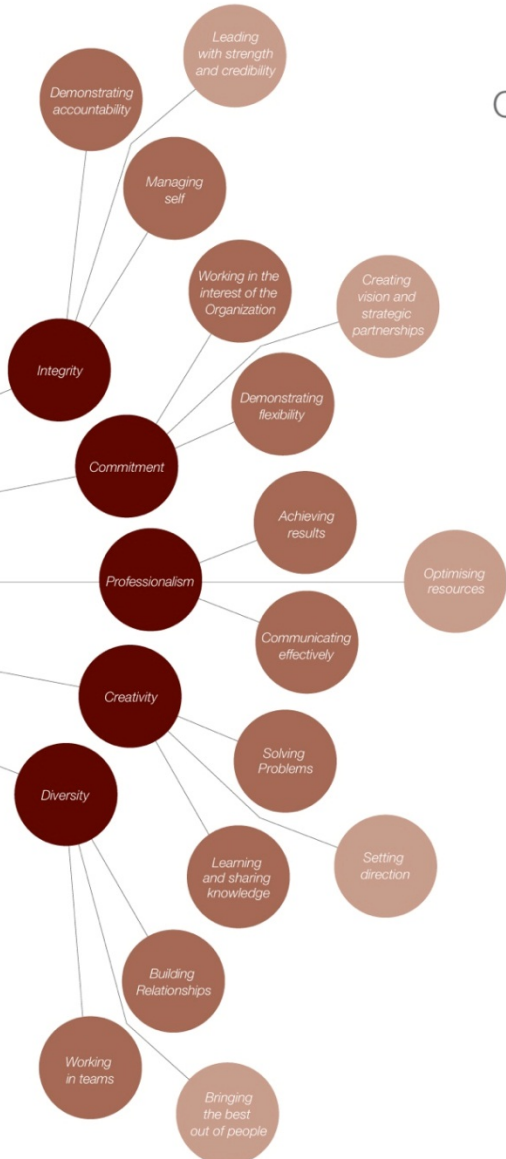 Leading
with strength
and credibility
Demonstrating
accountability
Managing
self
Working in the
interest of the
Organization
Creating
vision and
strategic
partnerships
Integrity
Demonstrating
flexibility
Commitment
Achieving
results
Professionalism
Optimising
resources
Communicating
effectively
Creativity
Solving
Problems
Diversity
Setting
direction
Learning
and sharing
knowledge
Building
Relationships
Working
in teams
Bringing
the best
out of people